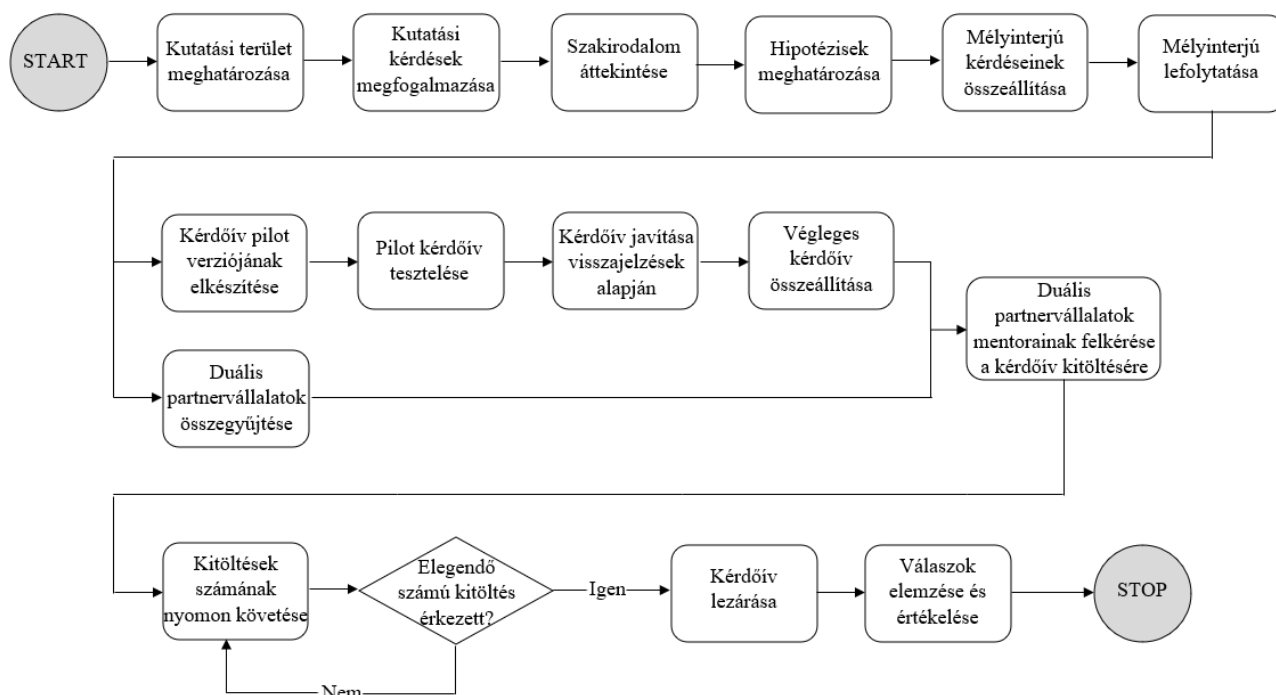 START
Kutatási terület
meghatározása
Kutatási
kérdések
megfogalmazása
Szakirodalom
áttekintése
Hipotézisek
meghatározása
Mélyinterjú
kérdéseinek
összeállítása
Mélyinterjú
lefolytatása
Kérdőív pilot
verziójának
elkészítése
Pilot kérdőív
tesztelése
Kérdőív javítása
visszajelzések
alapján
Végleges
kérdőív
összeállítása
Duális
partnervállalatok
mentorainak felkérése
a kérdőív kitöltésére
Duális
partnervállalatok
összegyűjtése
Kitöltések
számának
nyomon követése
Elegendő
számú kitöltés
érkezett?
Igen
Kérdőív
lezárása
Válaszok
elemzése és
értékelése
STOP
Nem